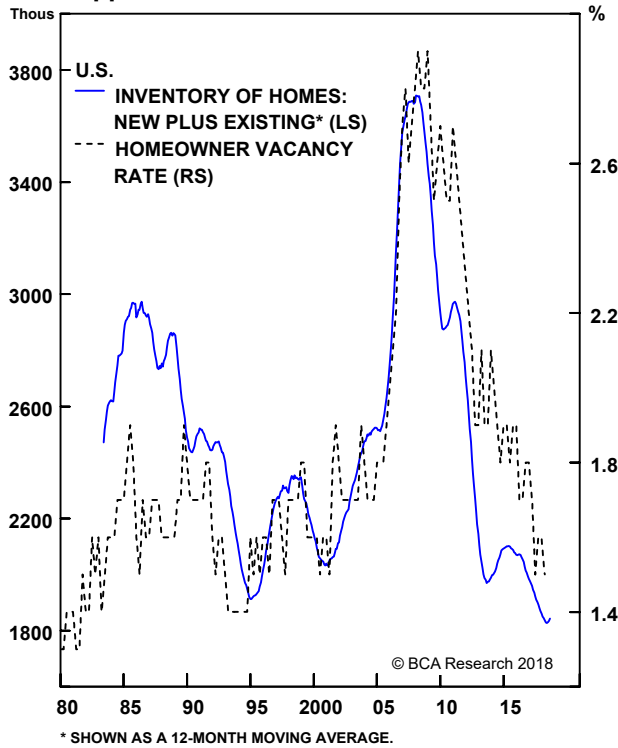 Thous
%
U.S.
INVENTORY OF HOMES:
NEW PLUS EXISTING* (LS)
HOMEOWNER VACANCY
RATE (RS)
3800
3400
3000
2600
2200
1800
2.6
2.2
1.8
1.4
© BCA Research 2018
80 85 90 95 2000 05 10 15
* SHOWN AS A 12-MONTH MOVING AVERAGE.